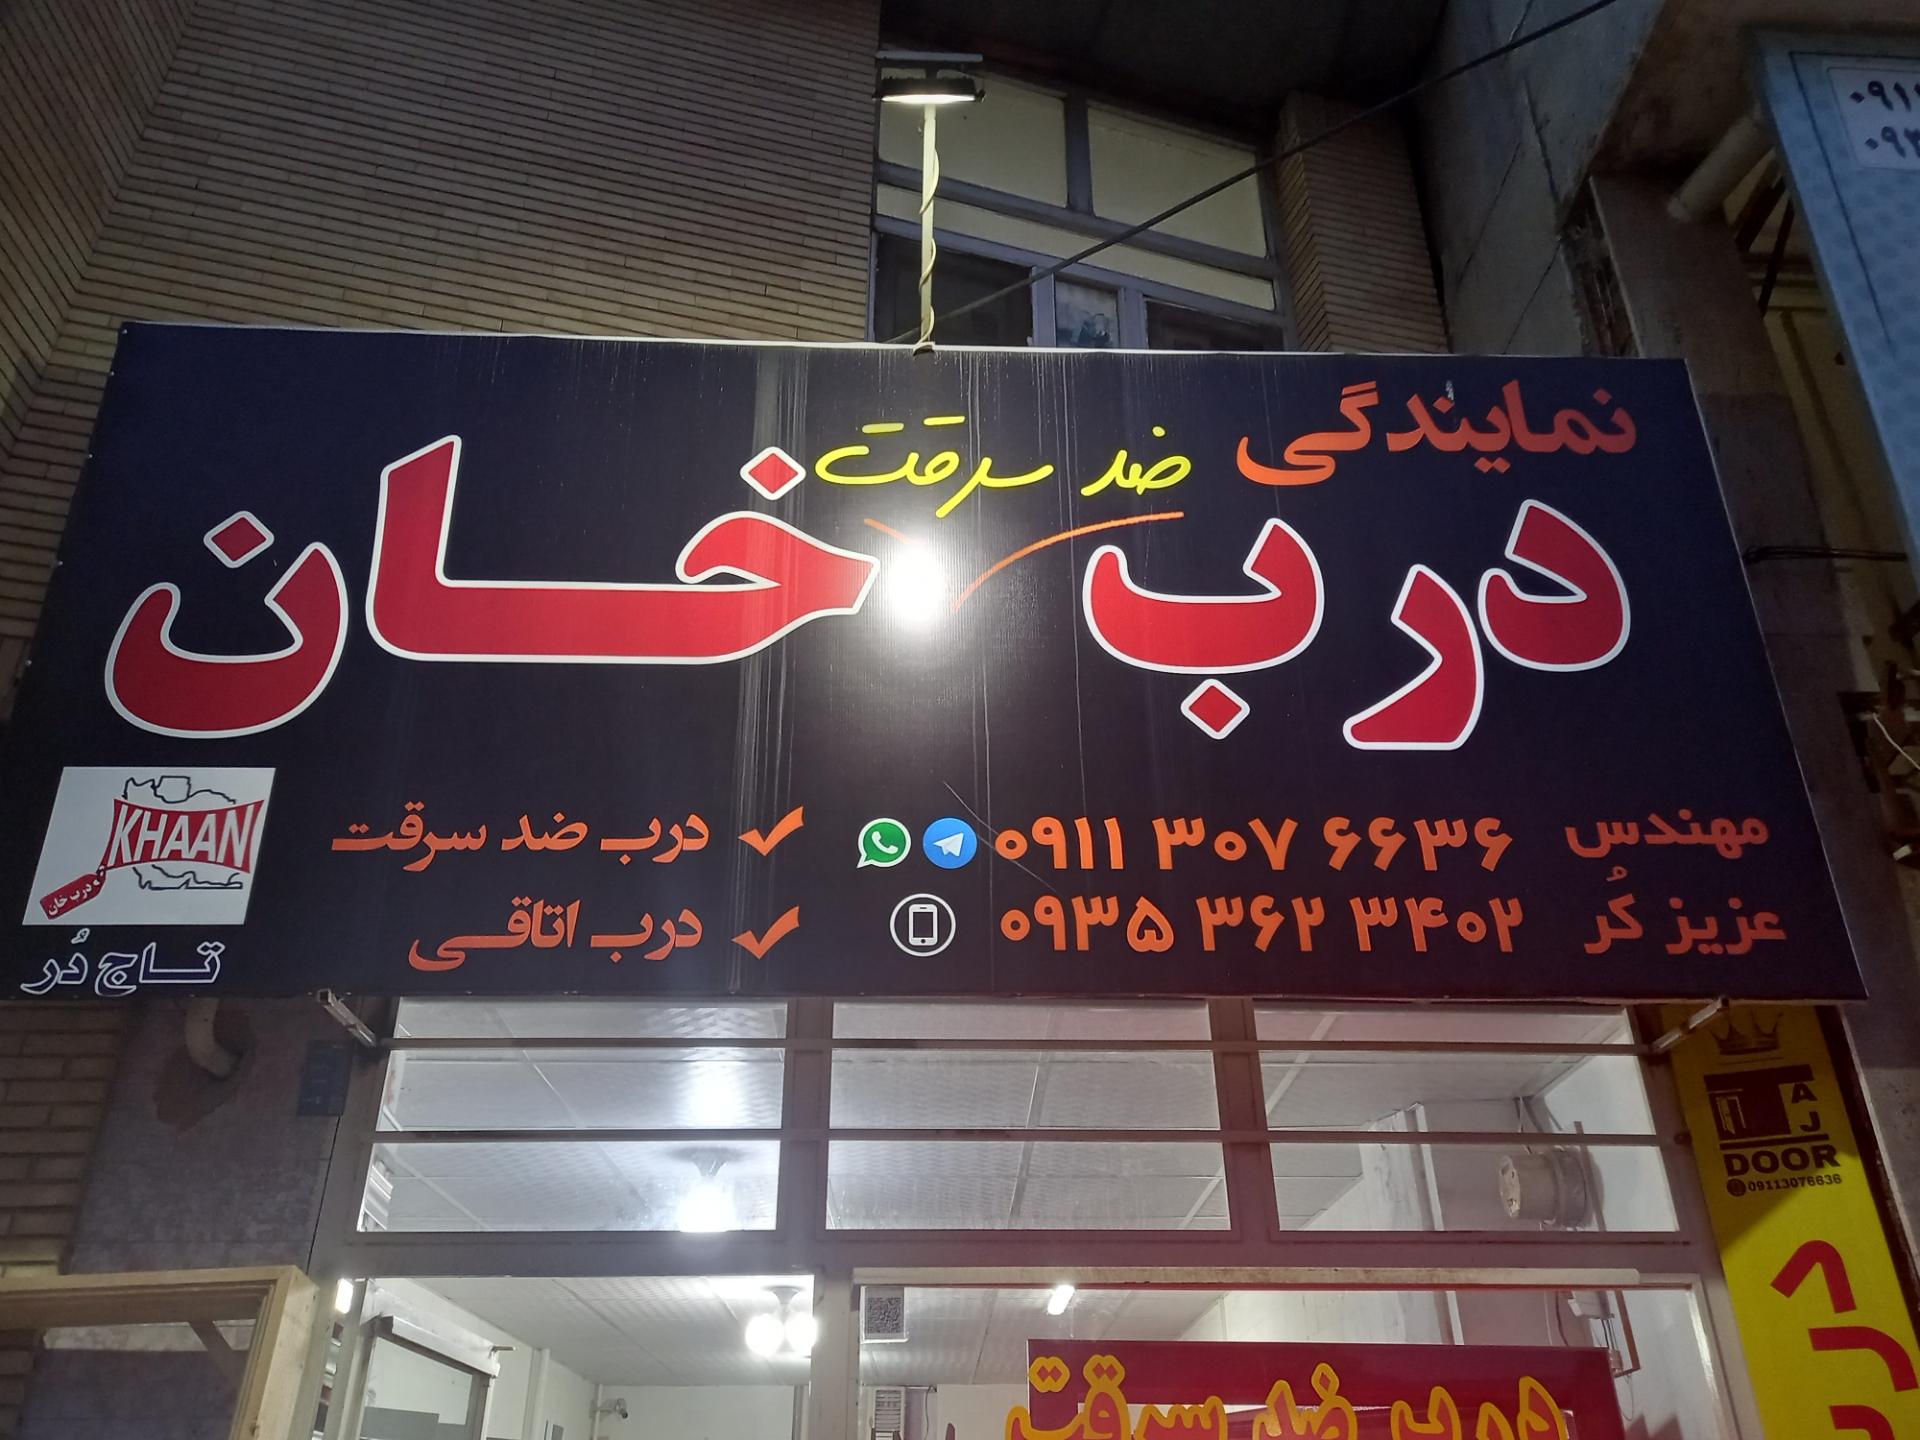 نمایندگی
ضد سرقت
درب خان
مهندس
عزیز کُر
۰۹۱۱ ۳۰۷ ۶۶۳۶
۰۹۳۵ ۳۶۲ ۳۴۰۲
درب ضد سرقت
درب اتاقی
KHAAN
درب خان
تاج دُر
TAJ
DOOR
09113076636
درب ضد سرقت